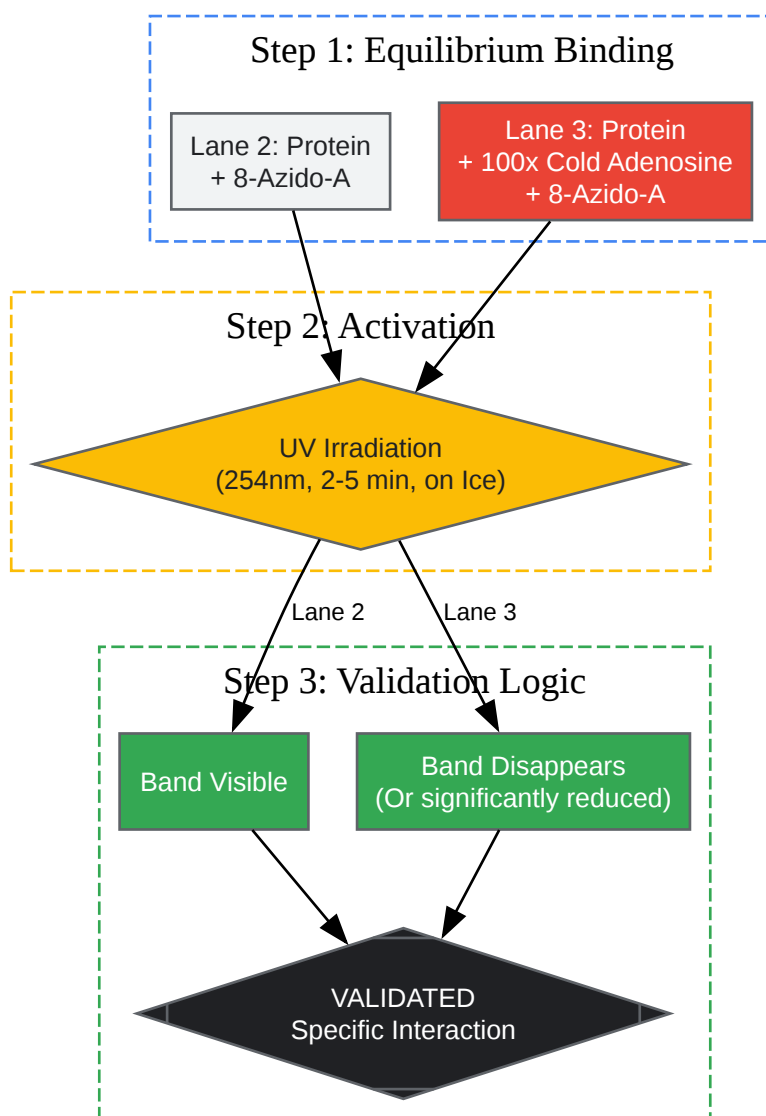 Step 1: Equilibrium Binding
Lane 2: Protein
+ 8-Azido-A
Lane 3: Protein
+ 100x Cold Adenosine
+ 8-Azido-A
Step 2: Activation
UV Irradiation
(254nm, 2-5 min, on Ice)
Lane 2
Lane 3
Step 3: Validation Logic
Band Visible
Band Disappears
(Or significantly reduced)
VALIDATED
Specific Interaction